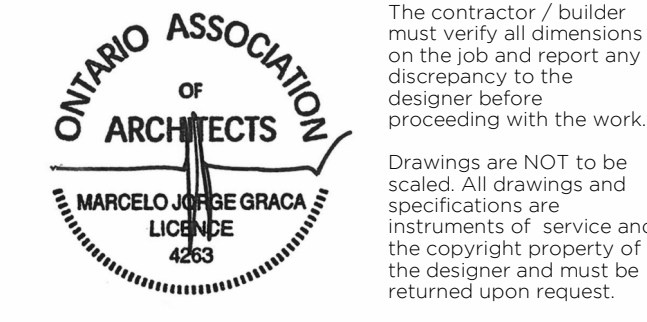 ONTARIO ASSOCIATION
OF
ARCHITECTS
MARCELO JORGE GRACA
LICENCE
4263
The contractor / builder
must verify all dimensions
on the job and report any
discrepancy to the
designer before
proceeding with the work.
Drawings are NOT to be
scaled. All drawings and
specifications are
instruments of service and
the copyright property of
the designer and must be
returned upon request.